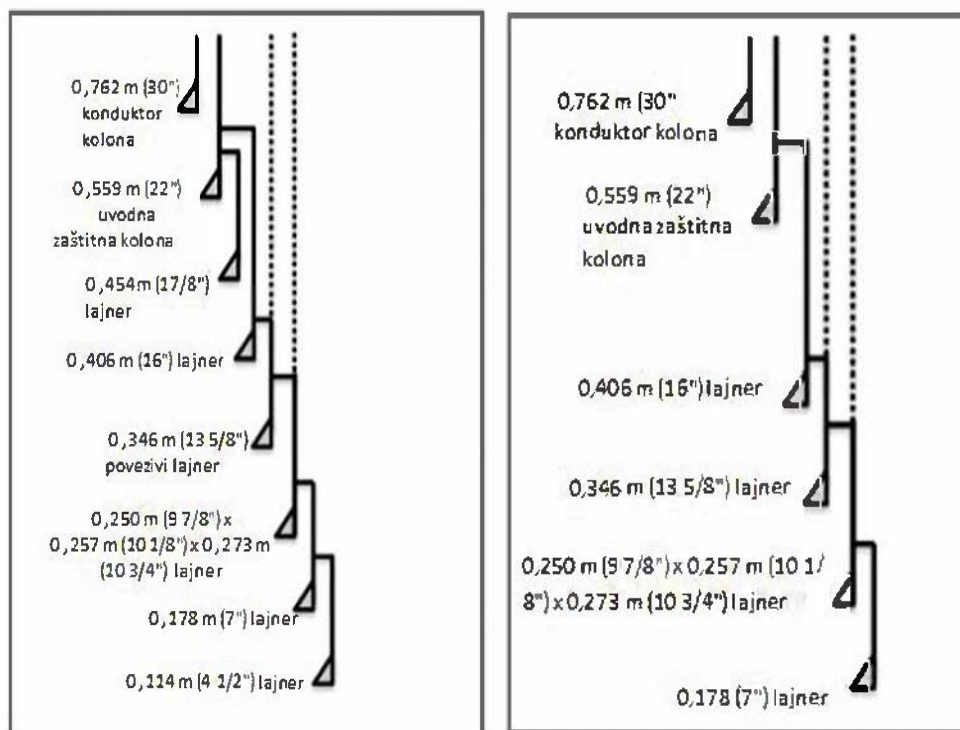 0,762 m (30")
konduktor
kolona
0,559 m (22")
uvodna
zaštitna kolona
0,454m (17/8")
lajner
0,406 m (16") lajner
0,346 m (13 5/8")
povezivi lajner
0,250 m (9 7/8") x
0,257 m (10 1/8") x 0,273 m
(10 3/4") lajner
0,178 m (7") lajner
0,114 m (4 1/2") lajner
0,762 m (30"
konduktor kolona
0,559 m (22")
uvodna zaštitna
kolona
0,406 m (16") lajner
0,346 m (13 5/8") lajner
0,250 m (9 7/8") x 0,257 m (10 1/
8") x 0,273 m (10 3/4") lajner
0,178 (7") lajner